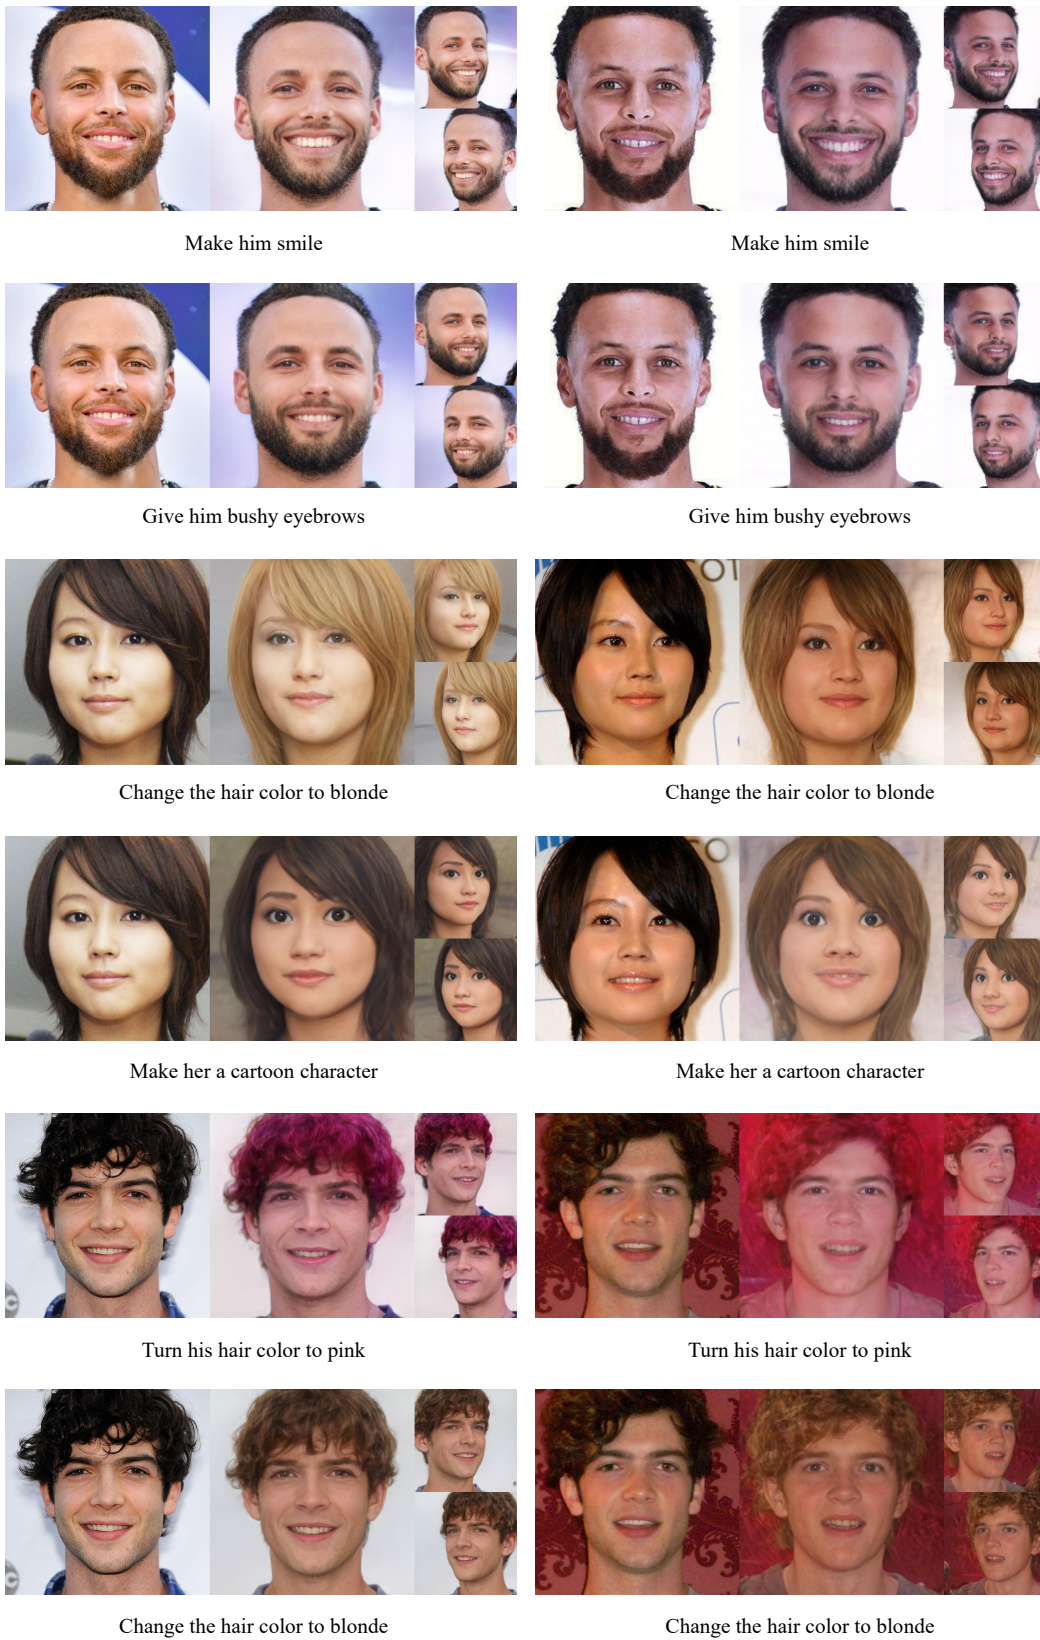 Make him smile
Make him smile
Give him bushy eyebrows
Give him bushy eyebrows
Change the hair color to blonde
Change the hair color to blonde
Make her a cartoon character
Make her a cartoon character
Turn his hair color to pink
Turn his hair color to pink
Change the hair color to blonde
Change the hair color to blonde